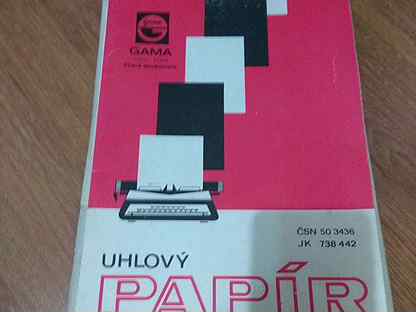 GAMA
ČSN 50 3436
JK 738 442
UHLOVÝ
PAPÍR